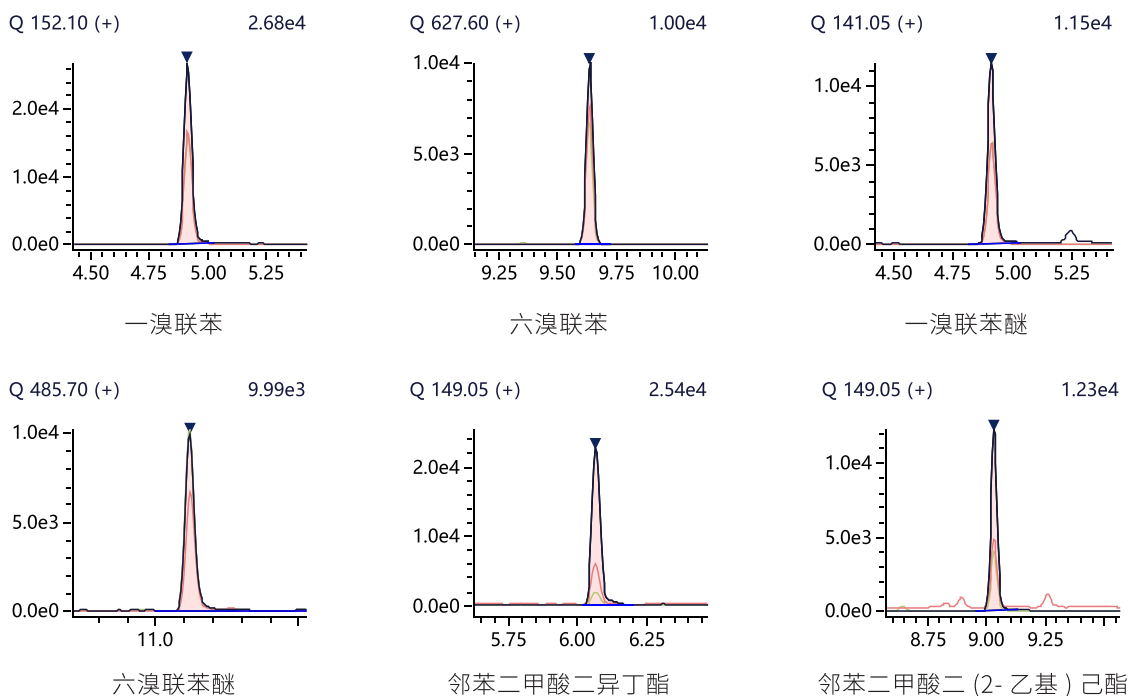 Q 152.10 (+) 2.68e4
2.0e4
1.0e4
0.0e0
4.50 4.75 5.00 5.25
一溴联苯
Q 627.60 (+) 1.00e4
1.0e4
5.0e3
0.0e0
9.25 9.50 9.75 10.00
六溴联苯
Q 141.05 (+) 1.15e4
1.0e4
5.0e3
0.0e0
4.50 4.75 5.00 5.25
一溴联苯醚
Q 485.70 (+) 9.99e3
1.0e4
5.0e3
0.0e0
11.0
六溴联苯醚
Q 149.05 (+) 2.54e4
2.0e4
1.0e4
0.0e0
5.75 6.00 6.25
邻苯二甲酸二异丁酯
Q 149.05 (+) 1.23e4
1.0e4
5.0e3
0.0e0
8.75 9.00 9.25
邻苯二甲酸二 (2- 乙基 ) 己酯